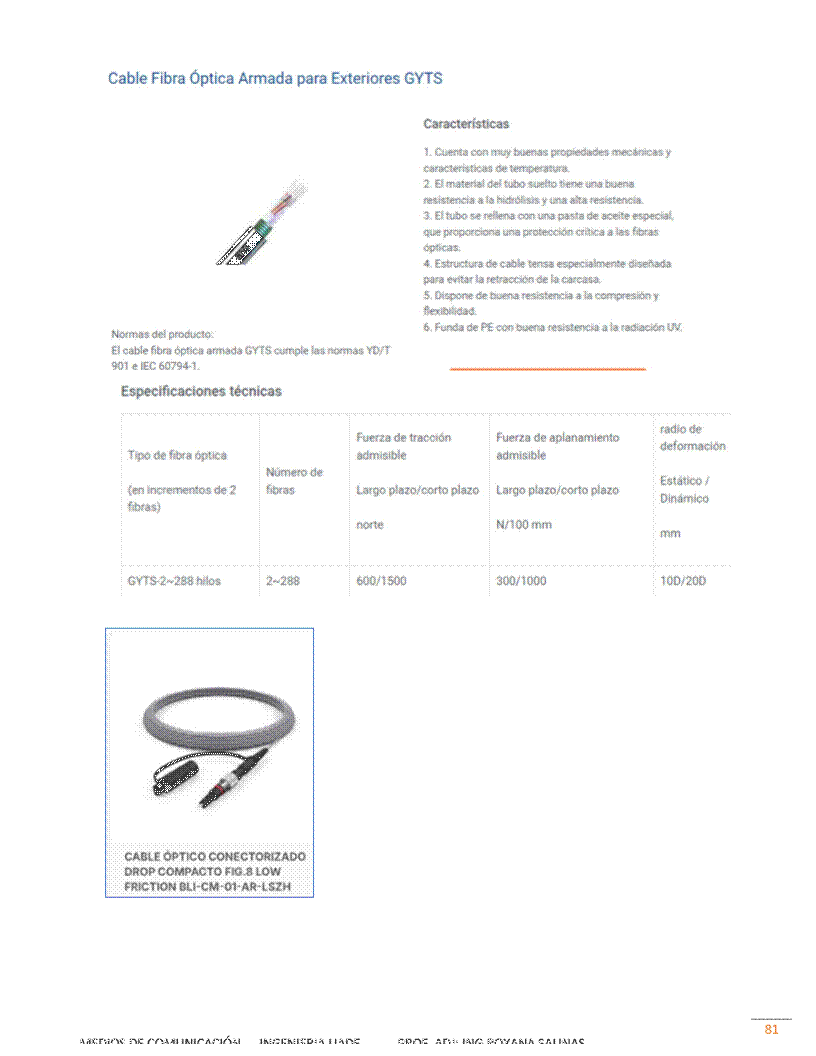 Cable Fibra Óptica Armada para Exteriores GYTS
Características
1. Cuenta con muy buenas propiedades mecánicas y
características de temperatura.
2. El material del tubo suelto tiene una buena
resistencia a la hidrólisis y una alta resistencia.
3. El tubo se rellena con una pasta de aceite especial,
que proporciona una protección crítica a las fibras
ópticas.
4. Estructura de cable tensa especialmente diseñada
para evitar la retracción de la carcasa.
5. Dispone de buena resistencia a la compresión y
flexibilidad.
6. Funda de PE con buena resistencia a la radiación UV.
Normas del producto:
El cable fibra óptica armada GYTS cumple las normas YD/T
901 e IEC 60794-1.
Especificaciones técnicas
Tipo de fibra óptica
(en incrementos de 2
fibras)
Número de
fibras
Fuerza de tracción
admisible
Largo plazo/corto plazo
norte
Fuerza de aplanamiento
admisible
Largo plazo/corto plazo
N/100 mm
radio de
deformación
Estático /
Dinámico
mm
GYTS-2~288 hilos 2~288 600/1500 300/1000 10D/20D
CABLE ÓPTICO CONECTORIZADO
DROP COMPACTO FIG.8 LOW
FRICTION BLI-CM-01-AR-LSZH
81
MEDIOS DE COMUNICACIÓN INGENIERIA UADE PROF. ING ROXANA SALINAS